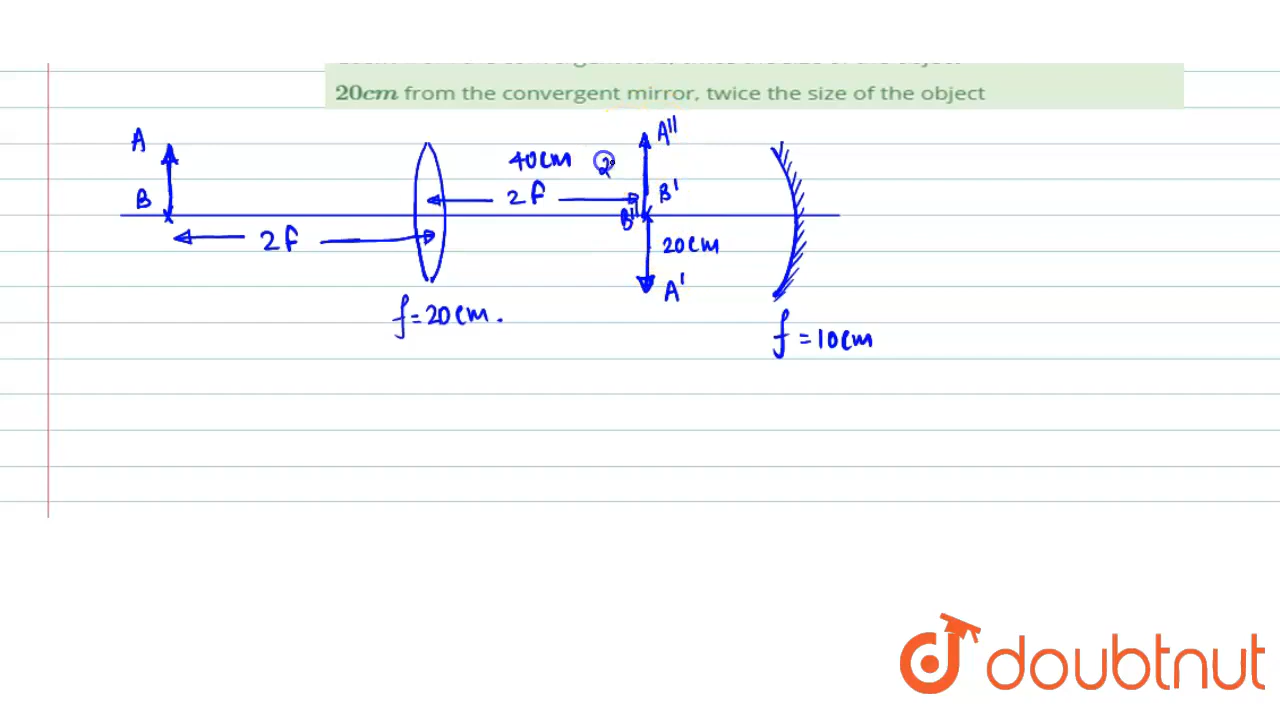 20cm from the convergent mirror, twice the size of the object
A
A"
40cm
2f
B'
B
B"
2f
20cm
A'
f=20cm.
f=10cm
doubtnut